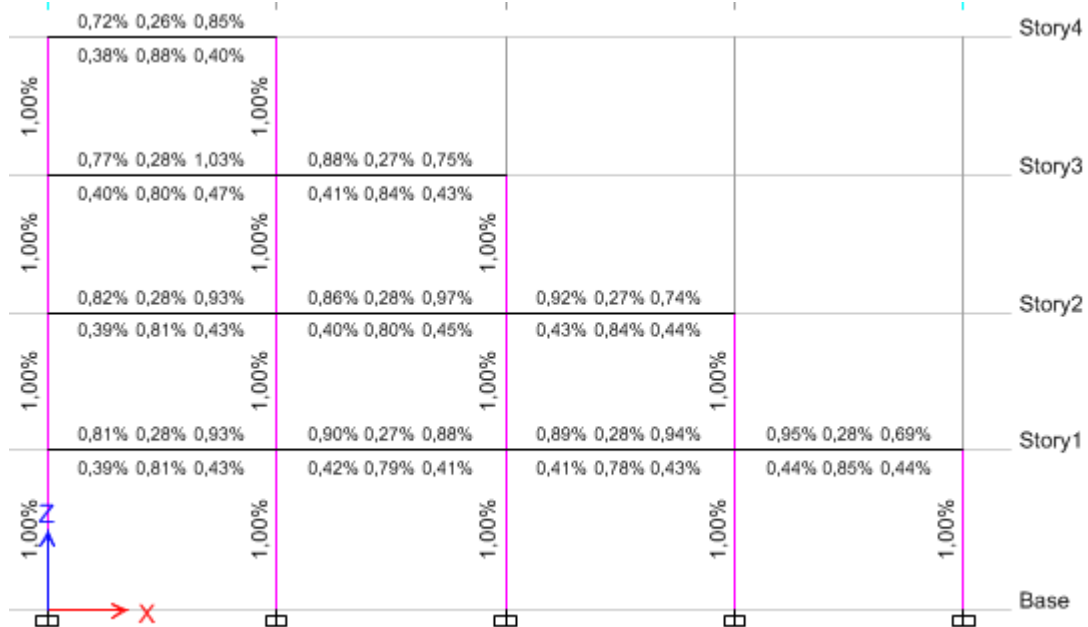 0,72% 0,26% 0,85%
Story4
0,38% 0,88% 0,40%
1,00% 1,00%
0,77% 0,28% 1,03% 0,88% 0,27% 0,75%
Story3
0,40% 0,80% 0,47% 0,41% 0,84% 0,43%
1,00% 1,00% 1,00%
0,82% 0,28% 0,93% 0,86% 0,28% 0,97% 0,92% 0,27% 0,74%
Story2
0,39% 0,81% 0,43% 0,40% 0,80% 0,45% 0,43% 0,84% 0,44%
1,00% 1,00% 1,00% 1,00%
0,81% 0,28% 0,93% 0,90% 0,27% 0,88% 0,89% 0,28% 0,94% 0,95% 0,28% 0,69%
Story1
0,39% 0,81% 0,43% 0,42% 0,79% 0,41% 0,41% 0,78% 0,43% 0,44% 0,85% 0,44%
1,00% 1,00% 1,00% 1,00% 1,00%
Z
X
Base